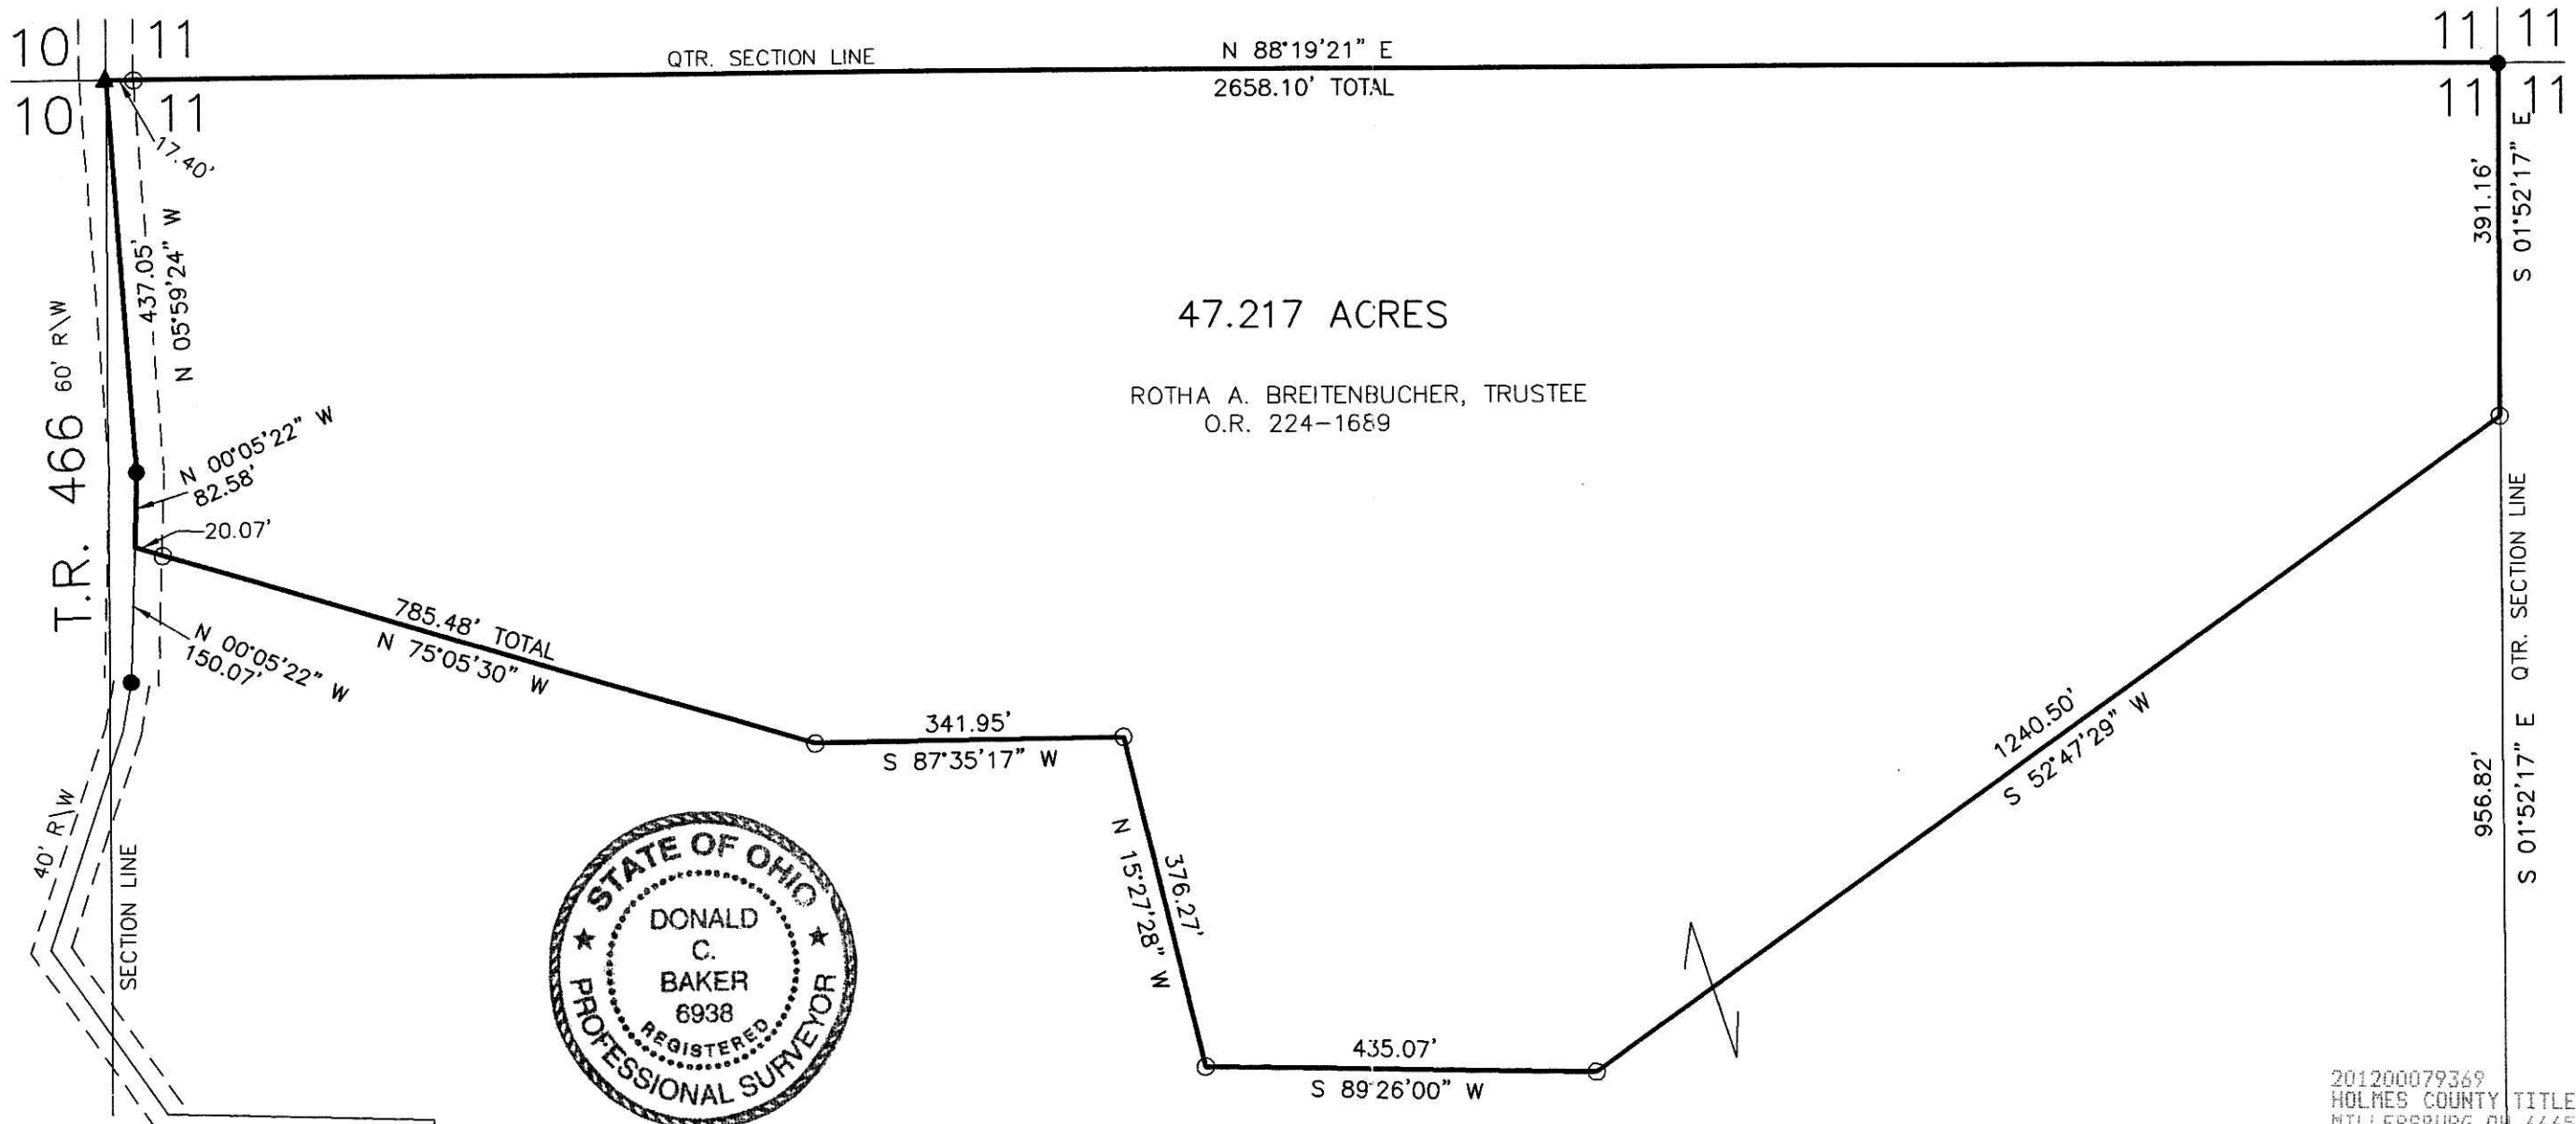 10 11
QTR. SECTION LINE
N 88°19'21" E
11 11
10 11
2658.10' TOTAL
11 11
17.40'
437.05'
N 05°59'24" W
391.16'
S 01°52'17" E
47.217 ACRES
ROTHA A. BREITENBUCHER, TRUSTEE
O.R. 224-1689
T.R. 466 60' R\W
N 00°05'22" W
82.58'
20.07'
785.48' TOTAL
N 75°05'30" W
N 00°05'22" W
150.07'
341.95'
S 87°35'17" W
1240.50'
S 52°47'29" W
QTR. SECTION LINE
956.82'
S 01°52'17" E
40' R\W
SECTION LINE
376.27'
N 15°27'28" W
STATE OF OHIO
DONALD
C.
BAKER
6938
REGISTERED
PROFESSIONAL SURVEYOR
435.07'
S 89°26'00" W
201200079369
HOLMES COUNTY TITLE
MILLERSBURG OH